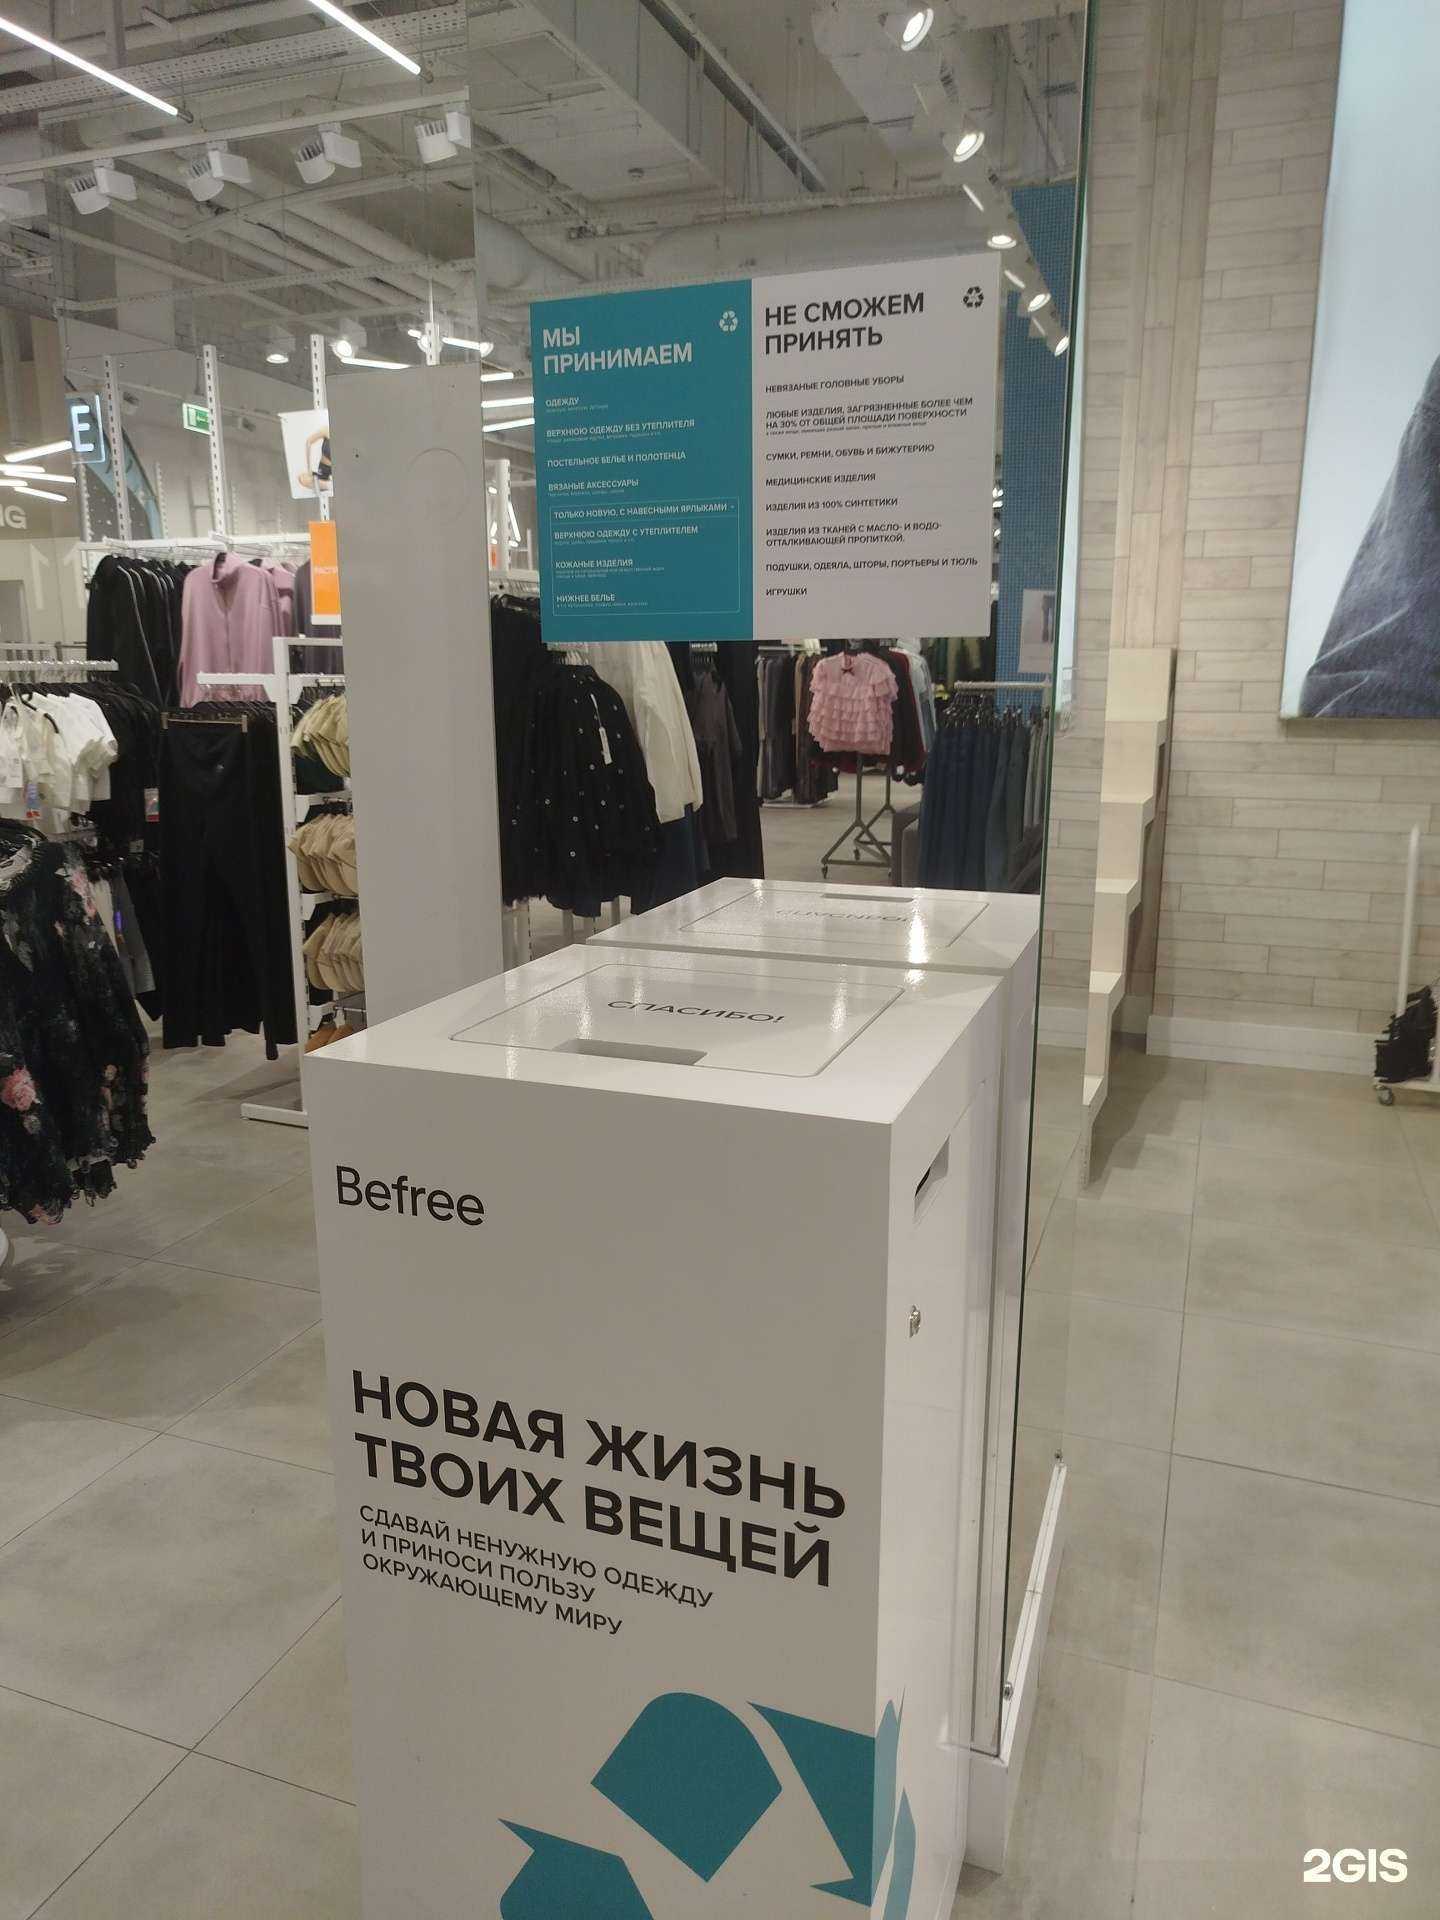 МЫ
ПРИНИМАЕМ
ОДЕЖДУ
ВЕРХНЮЮ ОДЕЖДУ БЕЗ УТЕПЛИТЕЛЯ
ПОСТЕЛЬНОЕ БЕЛЬЕ И ПОЛОТЕНЦА
ВЯЗАНЫЕ АКСЕССУАРЫ
ТОЛЬКО НОВУЮ, С НАВЕСНЫМИ ЯРЛЫКАМИ -
ВЕРХНЮЮ ОДЕЖДУ С УТЕПЛИТЕЛЕМ
КОЖАНЫЕ ИЗДЕЛИЯ
НИЖНЕЕ БЕЛЬЕ
НЕ СМОЖЕМ
ПРИНЯТЬ
НЕВЯЗАНЫЕ ГОЛОВНЫЕ УБОРЫ
ЛЮБЫЕ ИЗДЕЛИЯ, ЗАГРЯЗНЕННЫЕ БОЛЕЕ ЧЕМ
НА 30% ОТ ОБЩЕЙ ПЛОЩАДИ ПОВЕРХНОСТИ
СУМКИ, РЕМНИ, ОБУВЬ И БИЖУТЕРИЮ
МЕДИЦИНСКИЕ ИЗДЕЛИЯ
ИЗДЕЛИЯ ИЗ 100% СИНТЕТИКИ
ИЗДЕЛИЯ ИЗ ТКАНЕЙ С МАСЛО- И ВОДО-
ОТТАЛКИВАЮЩЕЙ ПРОПИТКОЙ.
ПОДУШКИ, ОДЕЯЛА, ШТОРЫ, ПОРТЬЕРЫ И ТЮЛЬ
ИГРУШКИ
E
СПАСИБО!
Befree
НОВАЯ ЖИЗНЬ
ТВОИХ ВЕЩЕЙ
СДАВАЙ НЕНУЖНУЮ ОДЕЖДУ
И ПРИНОСИ ПОЛЬЗУ
ОКРУЖАЮЩЕМУ МИРУ
2GIS